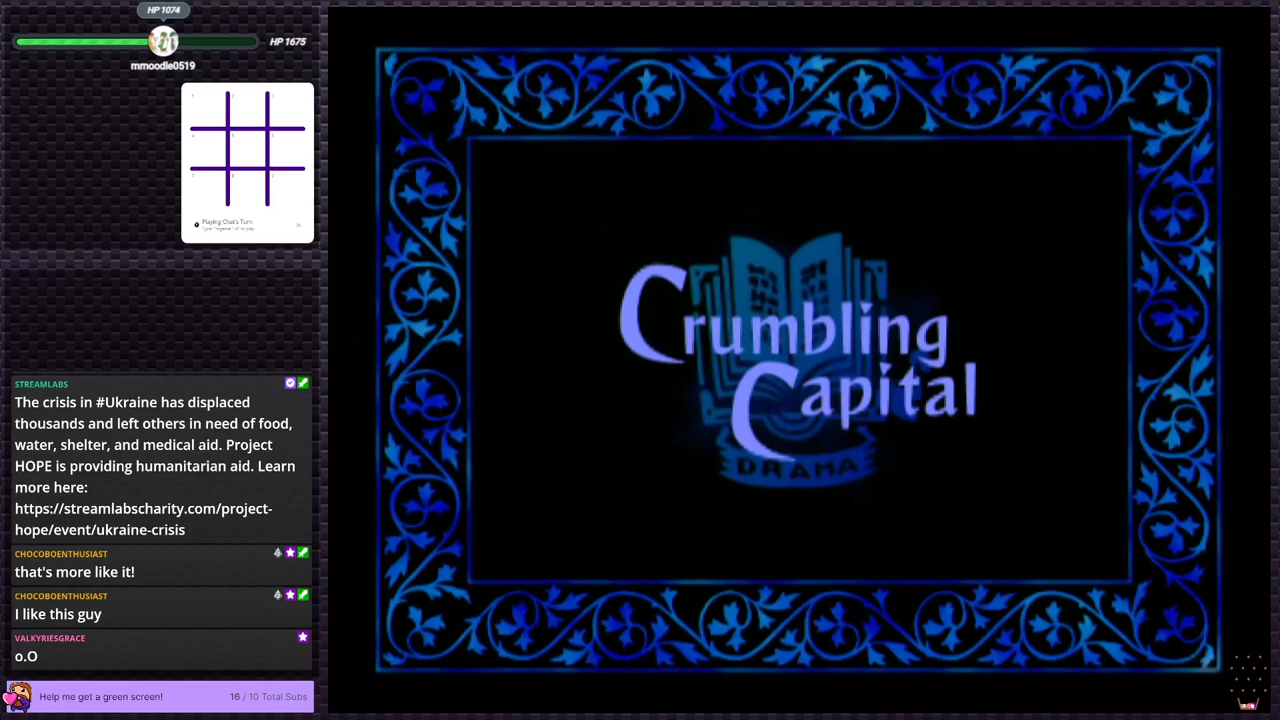 HP 1074
HP 1675
mmoodle0519
Playing Chat's Turn
STREAMLABS
The crisis in #Ukraine has displaced
thousands and left others in need of food,
water, shelter, and medical aid. Project
HOPE is providing humanitarian aid. Learn
more here:
https://streamlabscharity.com/project-
hope/event/ukraine-crisis
CHOCOBOENTHUSIAST
that's more like it!
CHOCOBOENTHUSIAST
I like this guy
VALKYRIESGRACE
o.O
Help me get a green screen!
16 / 10 Total Subs
Crumbling
Capital
DRAMA